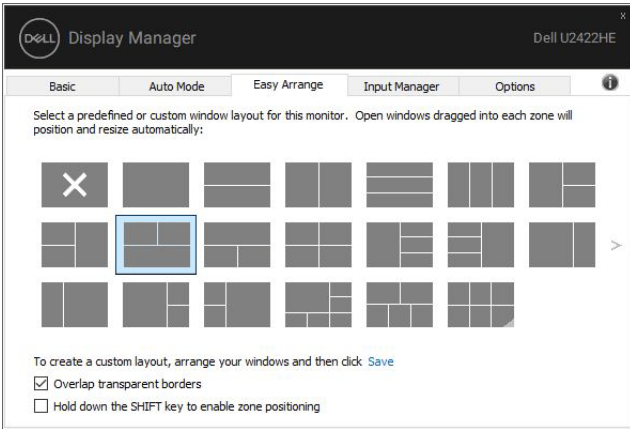 x
DELL Display Manager Dell U2422HE
Basic Auto Mode Easy Arrange Input Manager Options i
Select a predefined or custom window layout for this monitor. Open windows dragged into each zone will
position and resize automatically:
>
To create a custom layout, arrange your windows and then click Save
Overlap transparent borders
Hold down the SHIFT key to enable zone positioning